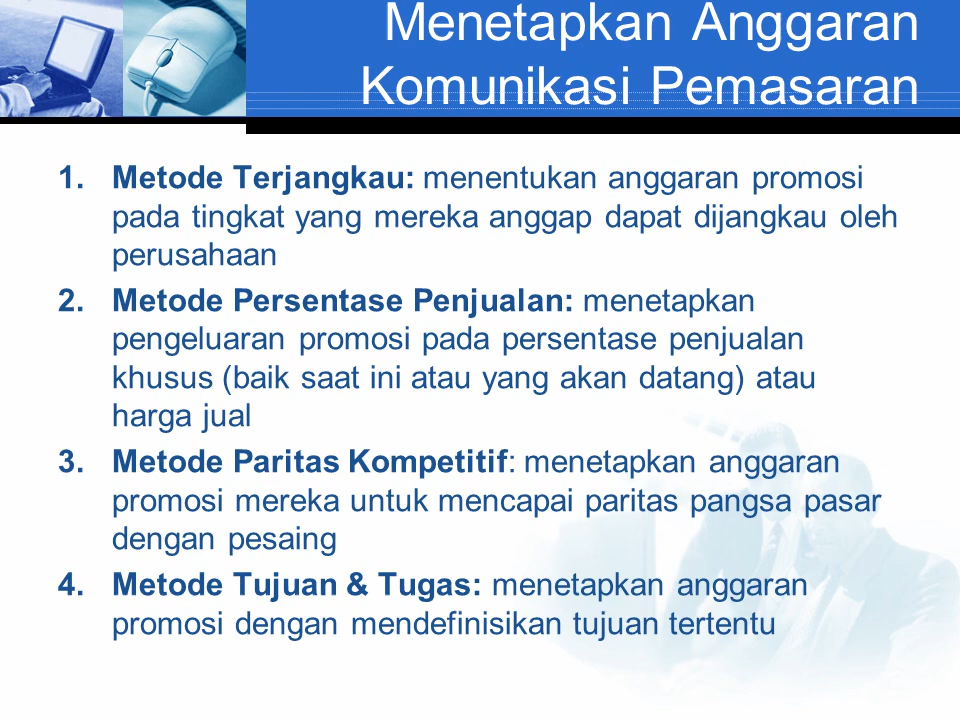 Menetapkan Anggaran
Komunikasi Pemasaran
1. Metode Terjangkau: menentukan anggaran promosi
pada tingkat yang mereka anggap dapat dijangkau oleh
perusahaan
2. Metode Persentase Penjualan: menetapkan
pengeluaran promosi pada persentase penjualan
khusus (baik saat ini atau yang akan datang) atau
harga jual
3. Metode Paritas Kompetitif: menetapkan anggaran
promosi mereka untuk mencapai paritas pangsa pasar
dengan pesaing
4. Metode Tujuan & Tugas: menetapkan anggaran
promosi dengan mendefinisikan tujuan tertentu